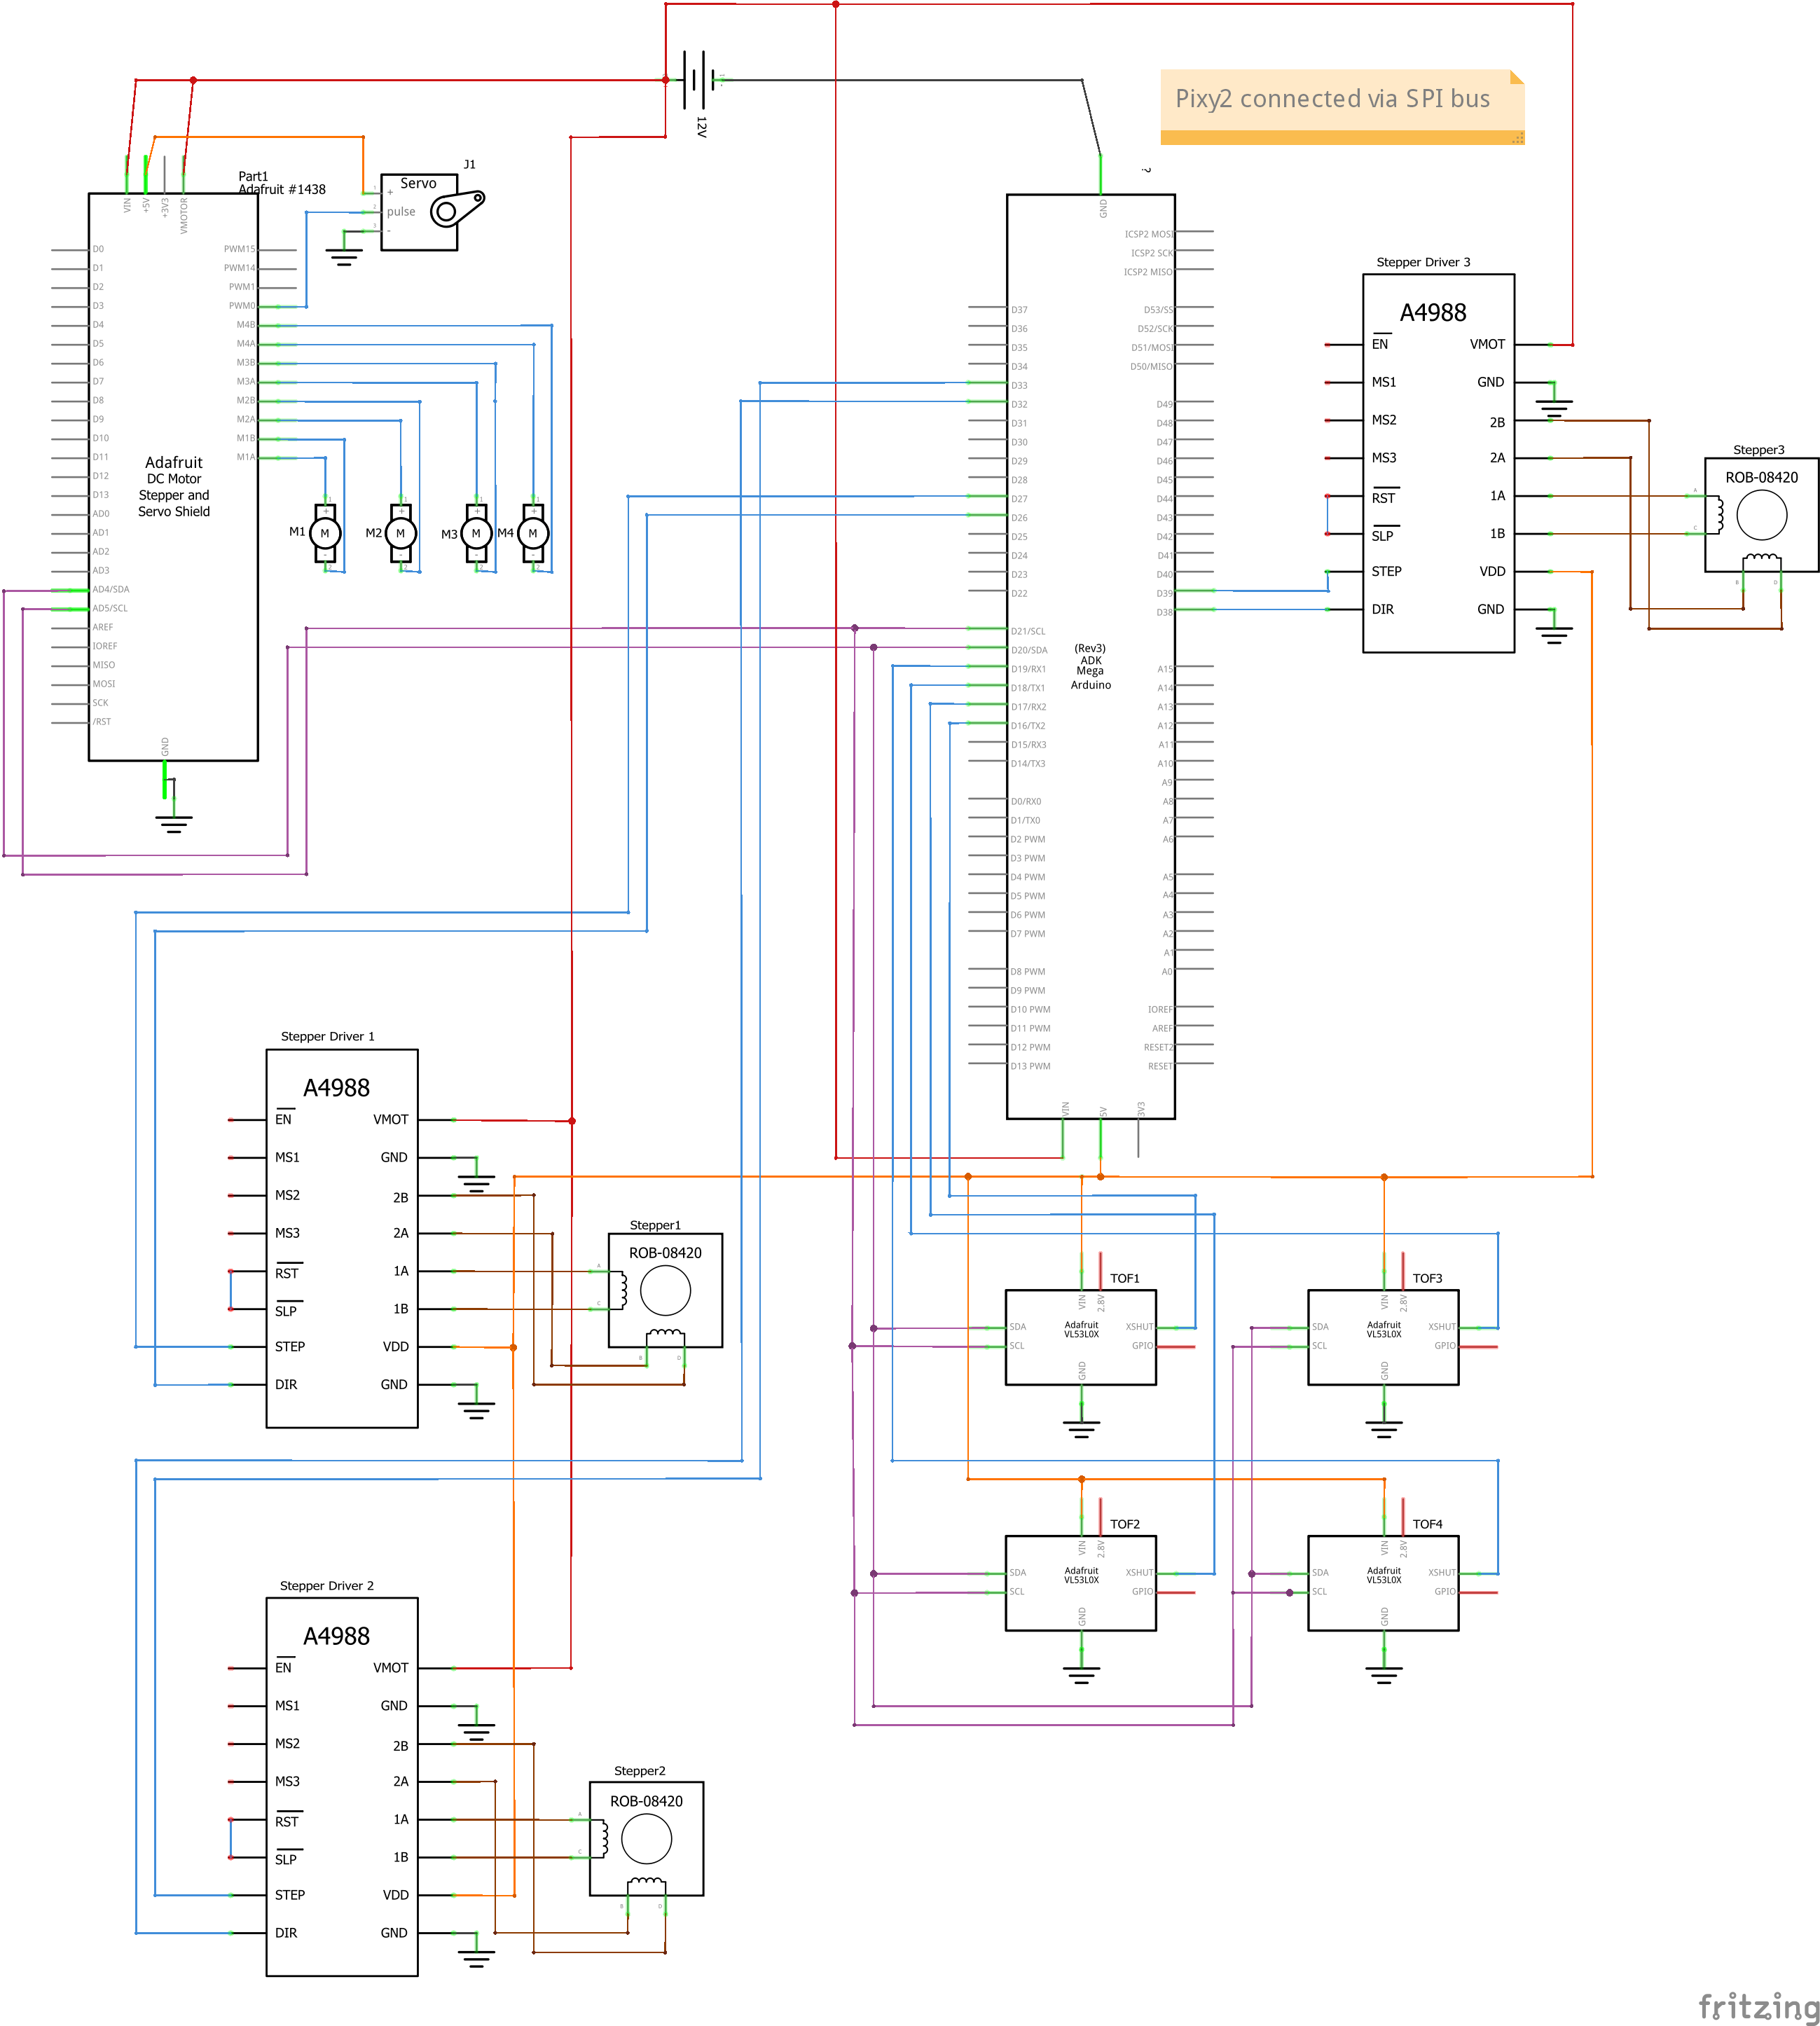 12V
Pixy2 connected via SPI bus
Part1
Adafruit #1438
VIN
+5V
+3V3
VMOTOR
D0
D1
D2
D3
D4
D5
D6
D7
D8
D9
D10
D11
D12
D13
AD0
AD1
AD2
AD3
AD4/SDA
AD5/SCL
AREF
IOREF
MISO
MOSI
SCK
/RST
PWM15
PWM14
PWM1
PWM0
M4B
M4A
M3B
M3A
M2B
M2A
M1B
M1A
Adafruit
DC Motor
Stepper and
Servo Shield
GND
J1
Servo
1 +
2 pulse
3 -
M1
M
M2
M
M3
M
M4
M
?
GND
ICSP2 MOSI
ICSP2 SCK
ICSP2 MISO
D37
D36
D35
D34
D33
D32
D31
D30
D29
D28
D27
D26
D25
D24
D23
D22
D21/SCL
D20/SDA
D19/RX1
D18/TX1
D17/RX2
D16/TX2
D15/RX3
D14/TX3
D0/RX0
D1/TX0
D2 PWM
D3 PWM
D4 PWM
D5 PWM
D6 PWM
D7 PWM
D8 PWM
D9 PWM
D10 PWM
D11 PWM
D12 PWM
D13 PWM
D53/SS
D52/SCK
D51/MOSI
D50/MISO
D49
D48
D47
D46
D45
D44
D43
D42
D41
D40
D39
D38
(Rev3)
ADK
Mega
Arduino
A15
A14
A13
A12
A11
A10
A9
A8
A7
A6
A5
A4
A3
A2
A1
A0
IOREF
AREF
RESET2
RESET
VIN
5V
3V3
Stepper Driver 3
A4988
EN
MS1
MS2
MS3
RST
SLP
STEP
DIR
VMOT
GND
2B
2A
1A
1B
VDD
GND
Stepper3
ROB-08420
A
C
B
D
Stepper Driver 1
A4988
EN
MS1
MS2
MS3
RST
SLP
STEP
DIR
VMOT
GND
2B
2A
1A
1B
VDD
GND
Stepper1
ROB-08420
A
C
B
D
TOF1
VIN
2.8V
SDA
SCL
Adafruit
VL53L0X
XSHUT
GPIO
GND
TOF3
VIN
2.8V
SDA
SCL
Adafruit
VL53L0X
XSHUT
GPIO
GND
TOF2
VIN
2.8V
SDA
SCL
Adafruit
VL53L0X
XSHUT
GPIO
GND
TOF4
VIN
2.8V
SDA
SCL
Adafruit
VL53L0X
XSHUT
GPIO
GND
Stepper Driver 2
A4988
EN
MS1
MS2
MS3
RST
SLP
STEP
DIR
VMOT
GND
2B
2A
1A
1B
VDD
GND
Stepper2
ROB-08420
A
C
B
D
fritzing